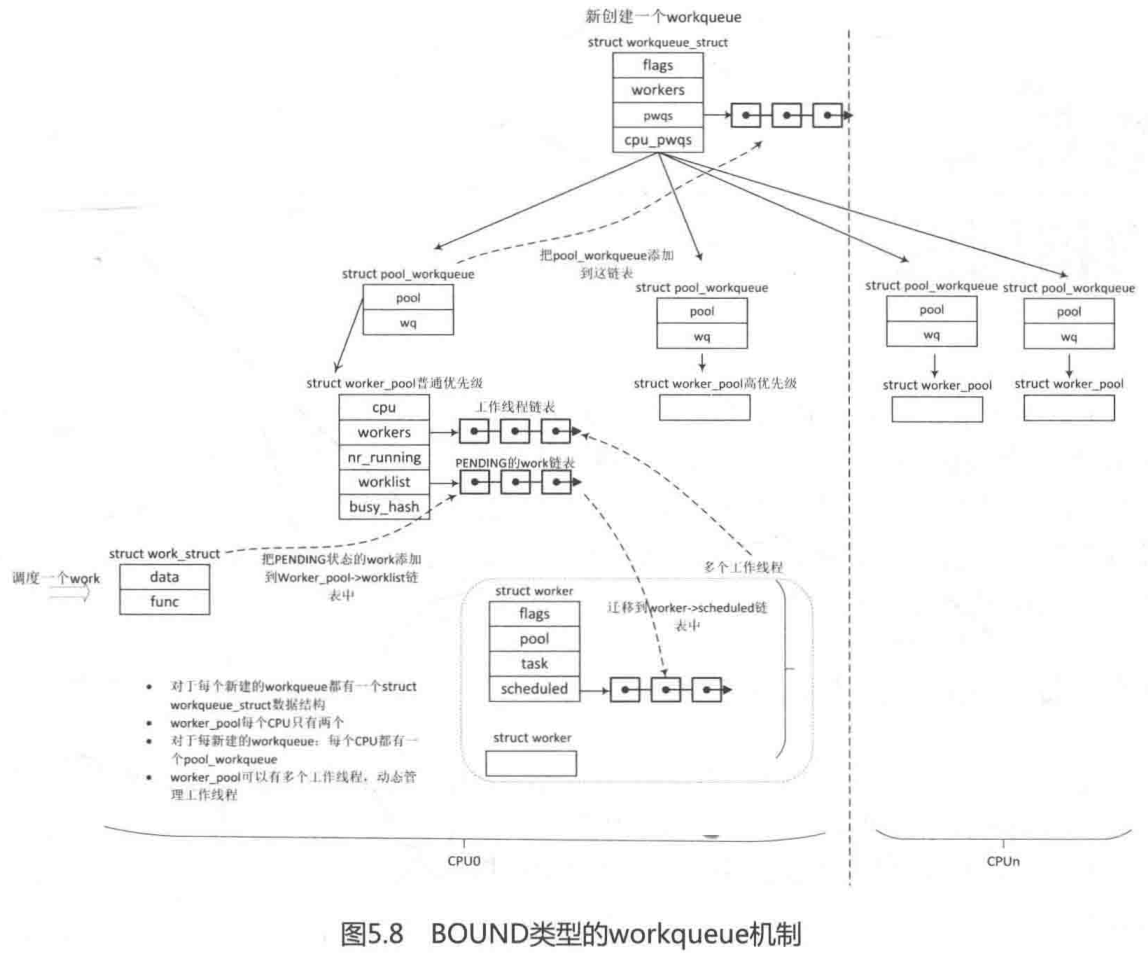 新创建一个workqueue
struct workqueue_struct
flags
workers
pwqs
cpu_pwqs
把pool_workqueue添加
到这链表
struct pool_workqueue
pool
wq
struct pool_workqueue
pool
wq
struct pool_workqueue
pool
wq
struct pool_workqueue
pool
wq
struct worker_pool普通优先级
struct worker_pool高优先级
struct worker_pool
struct worker_pool
cpu
workers
nr_running
worklist
busy_hash
工作线程链表
PENDING的work链表
struct work_struct
调度一个work
data
func
把PENDING状态的work添加
到Worker_pool->worklist链
表中
多个工作线程
struct worker
flags
pool
task
scheduled
迁移到worker->scheduled链
表中
struct worker
• 对于每个新建的workqueue都有一个struct
workqueue_struct数据结构
• worker_pool每个CPU只有两个
• 对于每新建的workqueue：每个CPU都有一
个pool_workqueue
• worker_pool可以有多个工作线程，动态管
理工作线程
CPU0
CPUn
图5.8 BOUND类型的workqueue机制